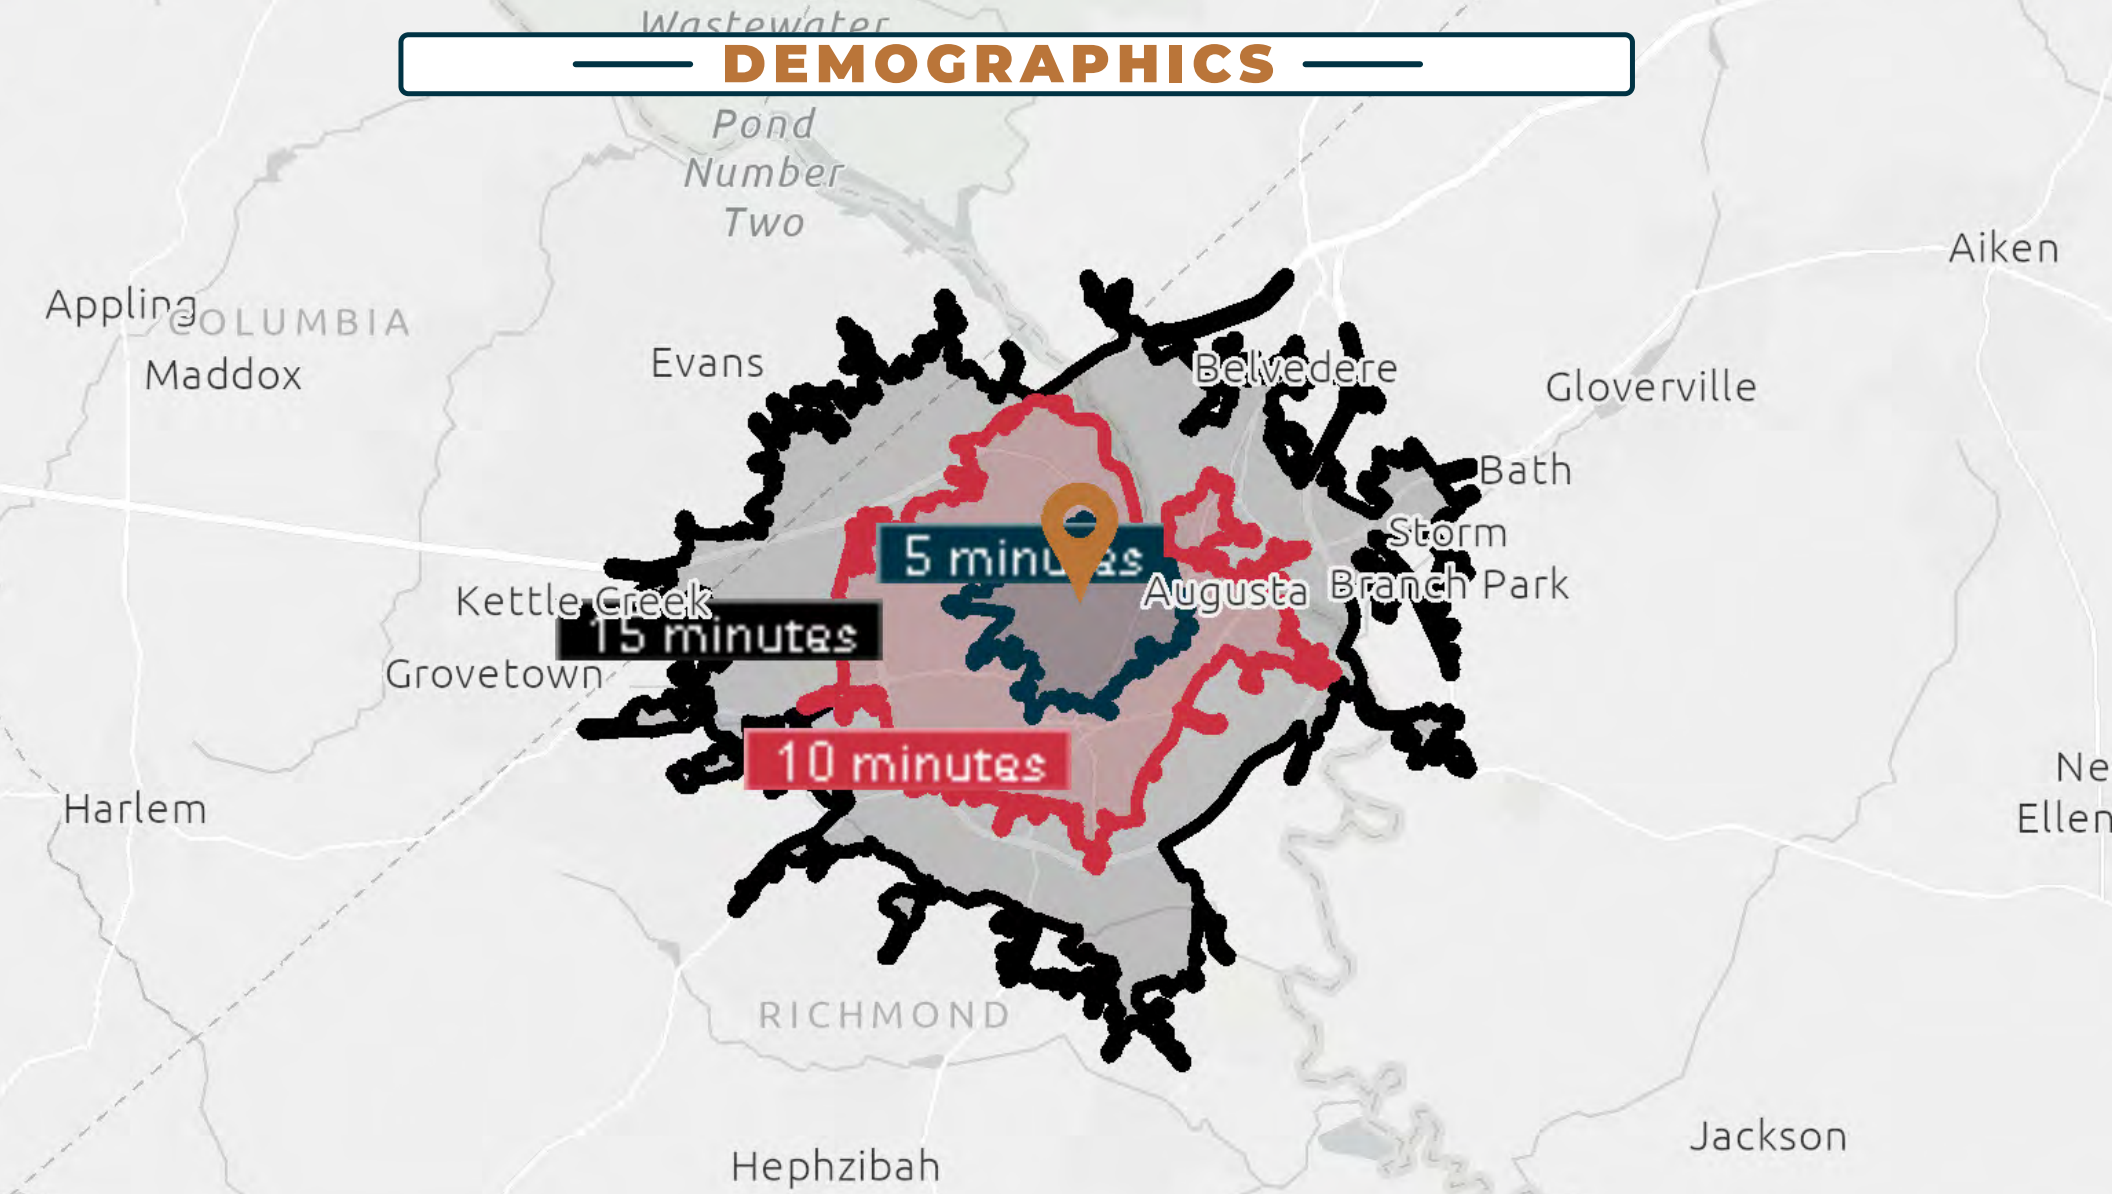 Wastewater
DEMOGRAPHICS
Pond
Number
Two
Aiken
Appling
COLUMBIA
Evans
Belvedere
Maddox
Gloverville
Bath
Storm
5 minutes
Augusta
Branch Park
Kettle Creek
15 minutes
Grovetown
10 minutes
Ne
Harlem
Ellen
RICHMOND
Jackson
Hephzibah